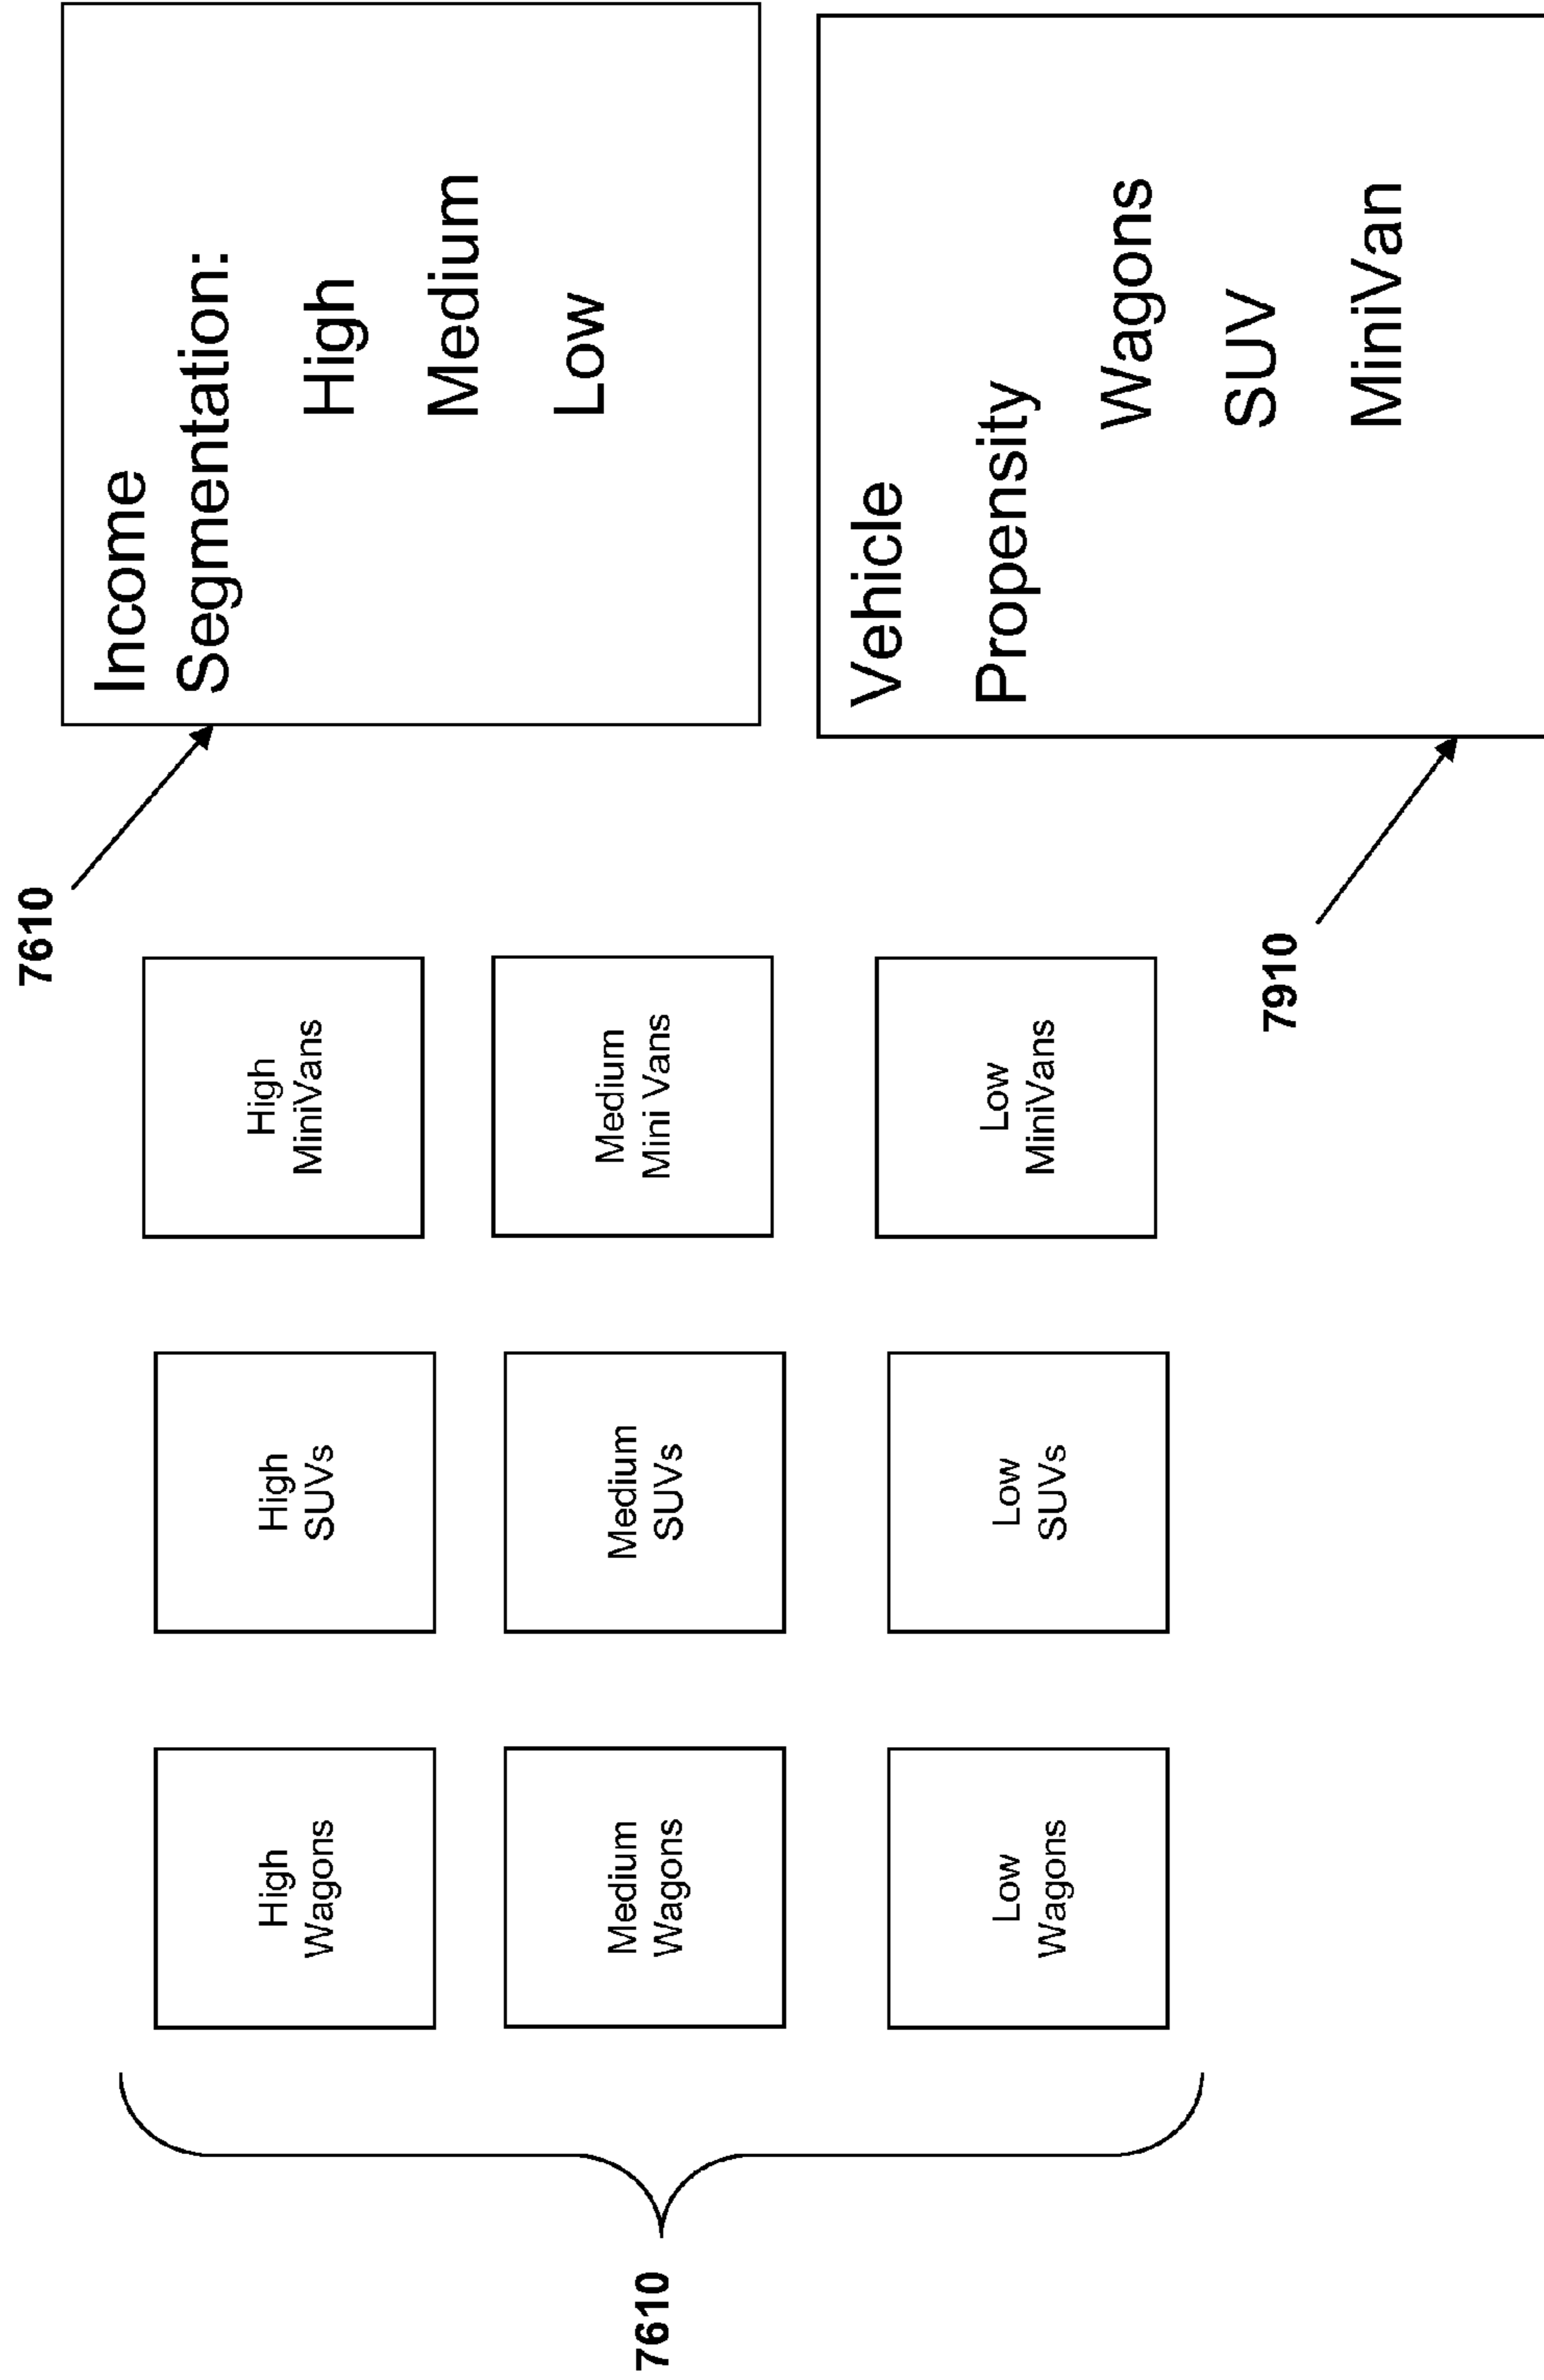 7610
Income
Segmentation:
High
Medium
Low
High
Wagons
High
SUVs
High
MiniVans
7610
Medium
Wagons
Medium
SUVs
Medium
Mini Vans
Low
Wagons
Low
SUVs
Low
MiniVans
Vehicle
Propensity
Wagons
SUV
MiniVan
7910